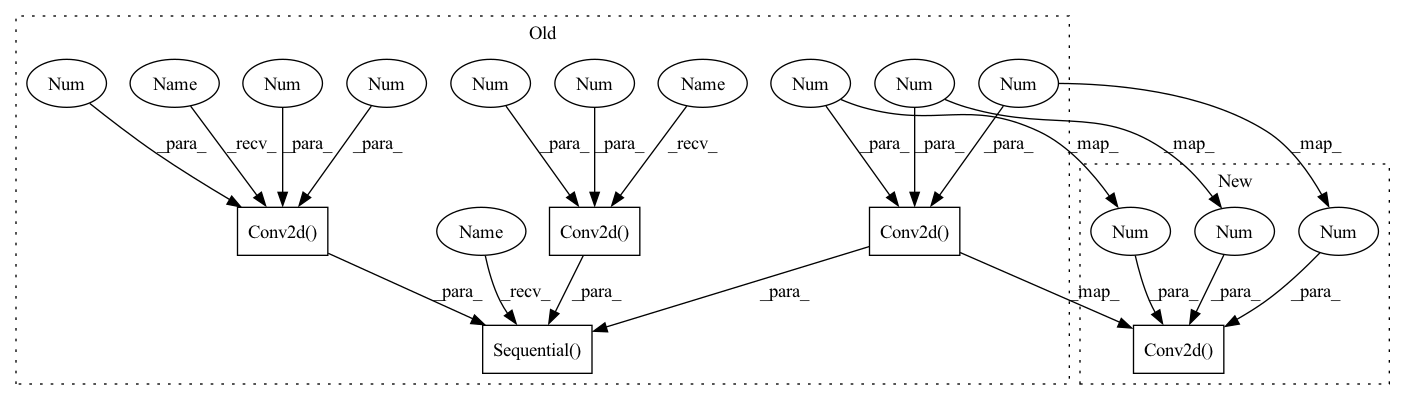 Old
Num Name Num Num Num Num Name Num Num Num
_para_ _recv_ _para_ _para_ _para_ _para_ _recv_ _para_ _para_ _para_ _map_ _map_ _map_
New
Conv2d() Name Conv2d() Conv2d() Num Num Num
_para_ _recv_ _para_ _para_ _map_ _para_ _para_ _para_
Sequential() Conv2d()